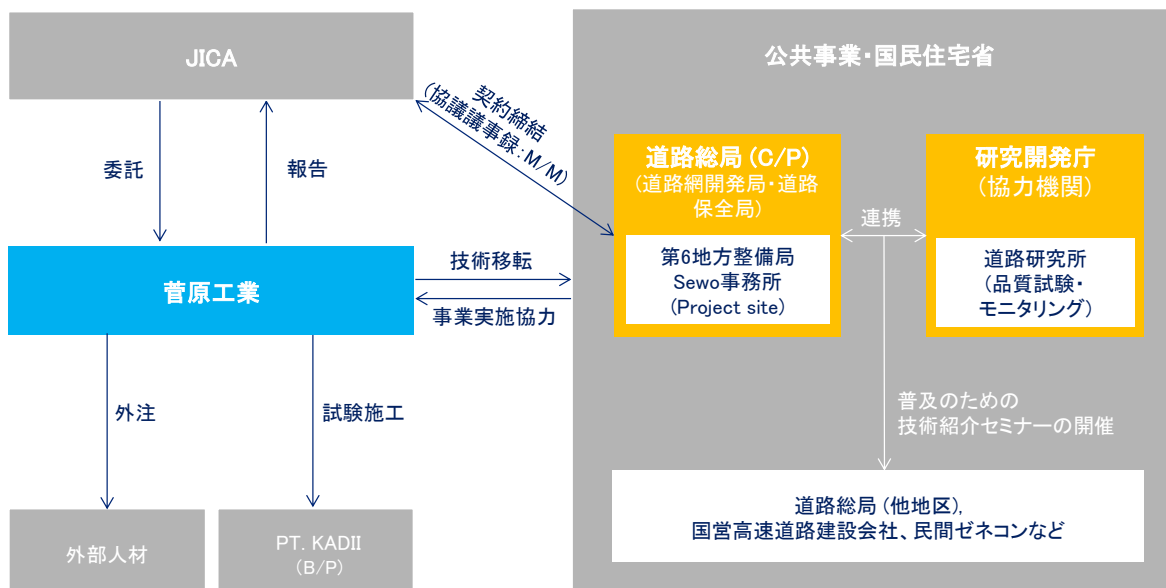 JICA
公共事業・国民住宅省
契約締結
(協議議事録:M/M)
委託
報告
道路総局 (C/P)
(道路網開発局・道路
保全局)
第6地方整備局
Sewo事務所
(Project site)
連携
研究開発庁
(協力機関)
道路研究所
(品質試験・
モニタリング)
菅原工業
技術移転
事業実施協力
外注
試験施工
普及のための
技術紹介セミナーの開催
外部人材
PT. KADII
(B/P)
道路総局 (他地区),
国営高速道路建設会社、民間ゼネコンなど